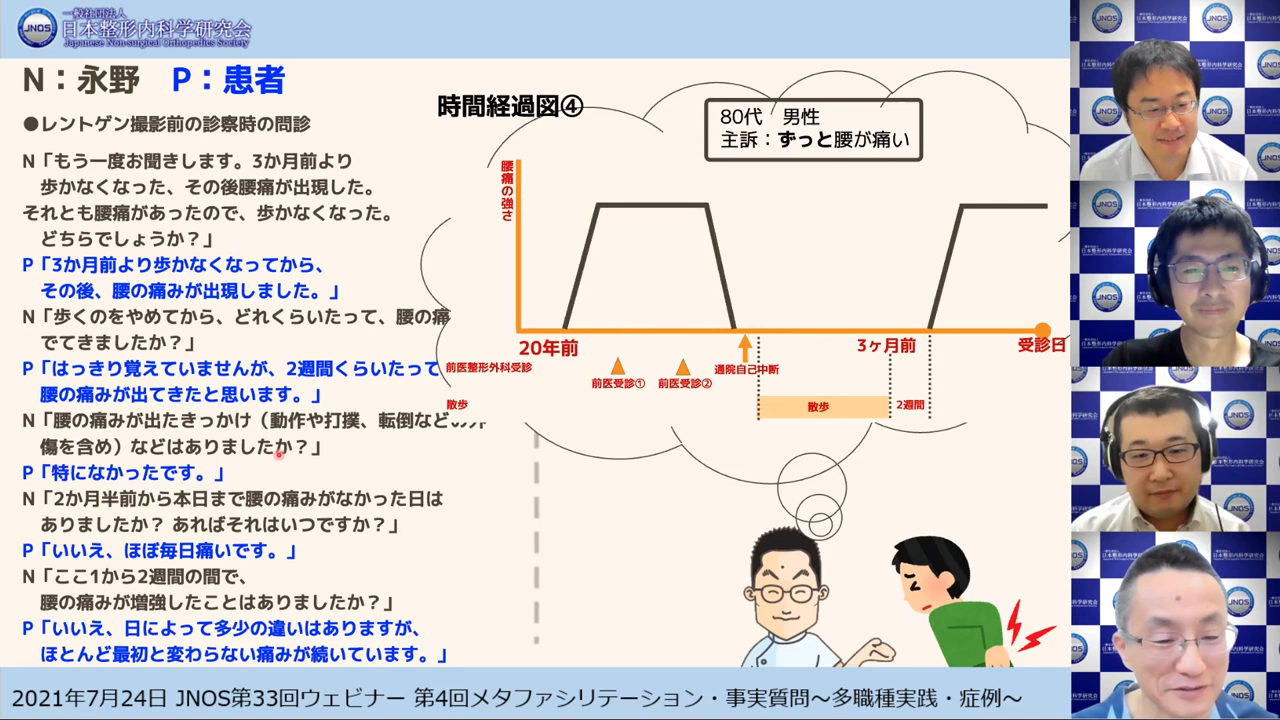 一般社団法人
JNOS 日本整形内科学研究会
Japanese Non-surgical Orthopedics Society
N：永野　P：患者
●レントゲン撮影前の診察時の問診
N「もう一度お聞きします。3か月前より
歩かなくなった、その後腰痛が出現した。
それとも腰痛があったので、歩かなくなった。
どちらでしょうか？」
P「3か月前より歩かなくなってから、
その後、腰の痛みが出現しました。」
N「歩くのをやめてから、どれくらいたって、腰の痛
でてきましたか？」
P「はっきり覚えていませんが、2週間くらいたって
腰の痛みが出てきたと思います。」
N「腰の痛みが出たきっかけ（動作や打撲、転倒など
傷を含め）などはありましたか？」
P「特になかったです。」
N「2か月半前から本日まで腰の痛みがなかった日は
ありましたか？ あればそれはいつですか？」
P「いいえ、ほぼ毎日痛いです。」
N「ここ1から2週間の間で、
腰の痛みが増強したことはありましたか？」
P「いいえ、日によって多少の違いはありますが、
ほとんど最初と変わらない痛みが続いています。」
時間経過図④
80代　男性
主訴：ずっと腰が痛い
腰痛の強さ
20年前
3ヶ月前
受診日
前医整形外科受診
前医受診①
前医受診②
通院自己中断
散歩
散歩
2週間
2021年7月24日 JNOS第33回ウェビナー 第4回メタファシリテーション・事実質問～多職種実践・症例～